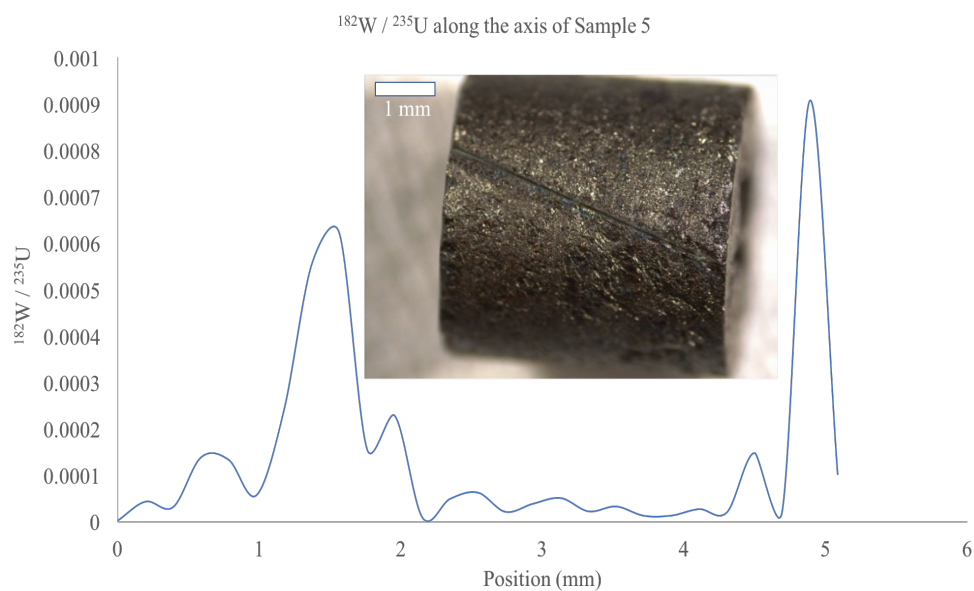 ¹⁸²W / ²³⁵U along the axis of Sample 5
0.001
0.0009
0.0008
0.0007
0.0006
0.0005
0.0004
0.0003
0.0002
0.0001
0
¹⁸²W / ²³⁵U
1 mm
0 1 2 3 4 5 6
Position (mm)